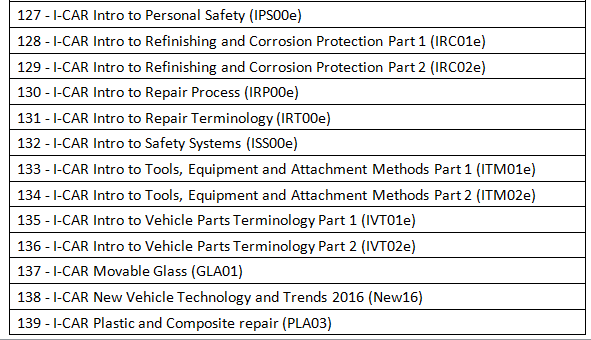 127 - I-CAR Intro to Personal Safety (IPS00e)
128 - I-CAR Intro to Refinishing and Corrosion Protection Part 1 (IRC01e)
129 - I-CAR Intro to Refinishing and Corrosion Protection Part 2 (IRC02e)
130 - I-CAR Intro to Repair Process (IRP00e)
131 - I-CAR Intro to Repair Terminology (IRT00e)
132 - I-CAR Intro to Safety Systems (ISS00e)
133 - I-CAR Intro to Tools, Equipment and Attachment Methods Part 1 (ITM01e)
134 - I-CAR Intro to Tools, Equipment and Attachment Methods Part 2 (ITM02e)
135 - I-CAR Intro to Vehicle Parts Terminology Part 1 (IVT01e)
136 - I-CAR Intro to Vehicle Parts Terminology Part 2 (IVT02e)
137 - I-CAR Movable Glass (GLA01)
138 - I-CAR New Vehicle Technology and Trends 2016 (New16)
139 - I-CAR Plastic and Composite repair (PLA03)